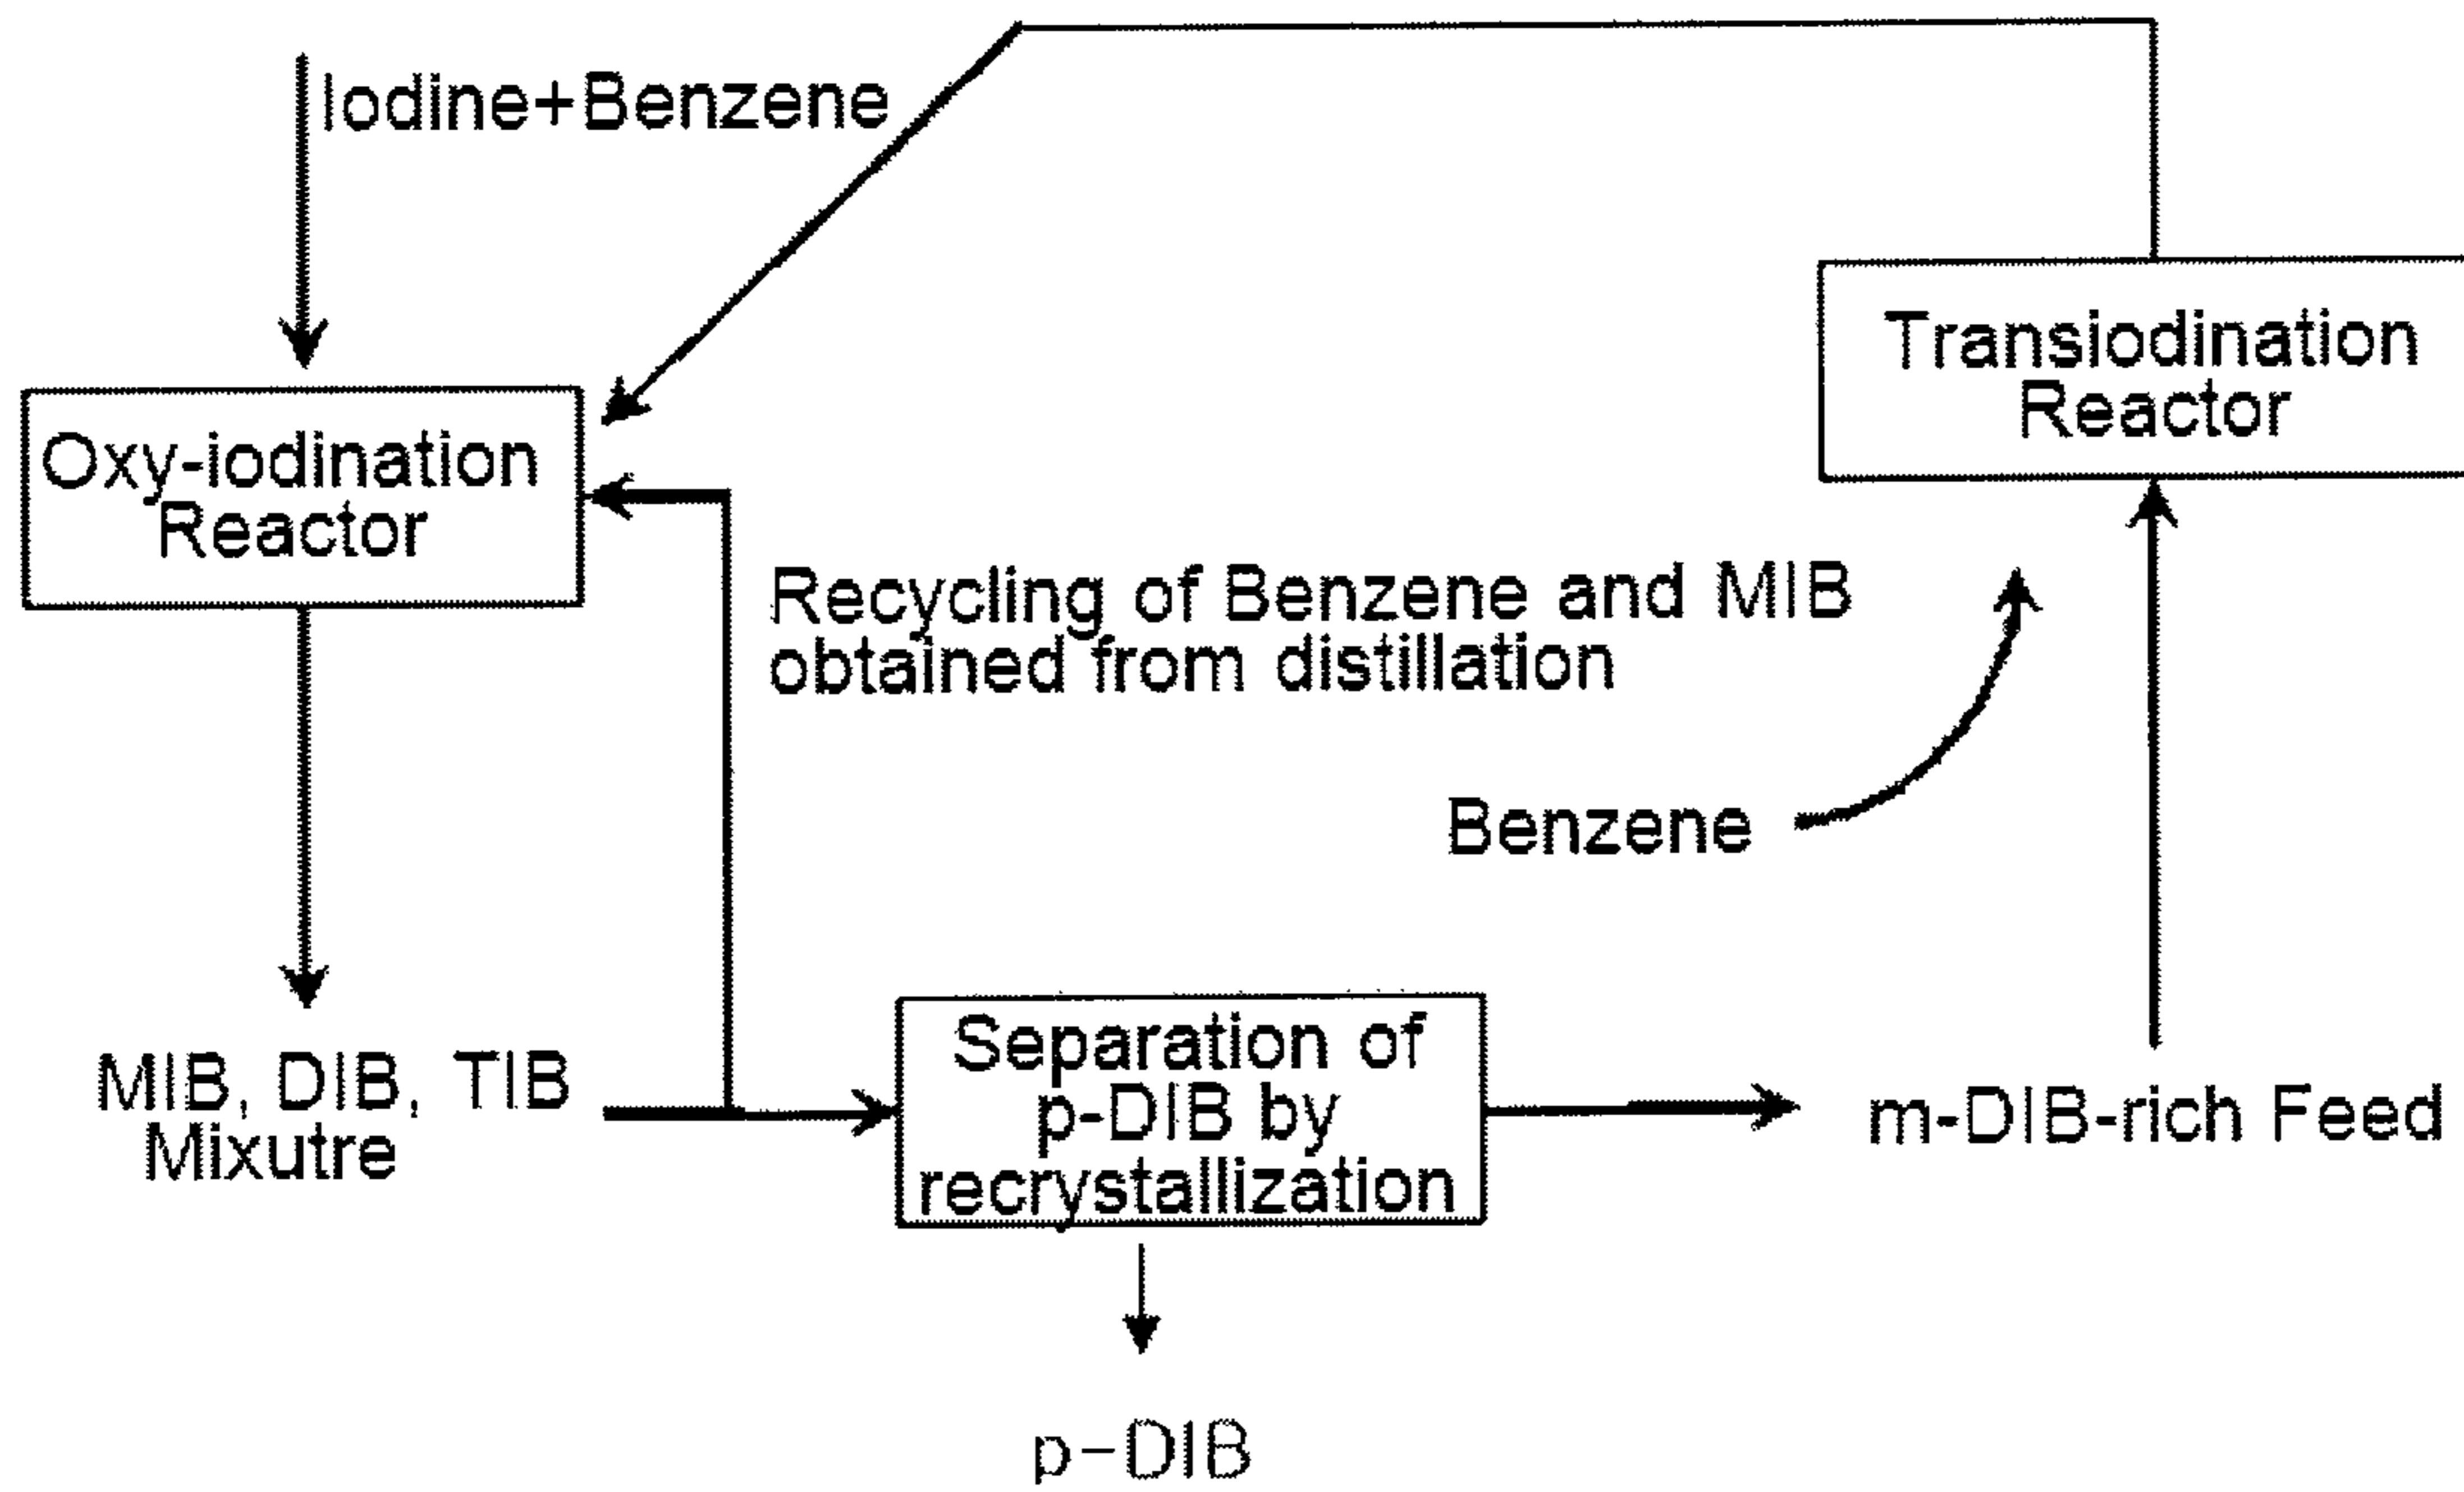 Iodine+Benzene
Transiodination
Reactor
Oxy-iodination
Reactor
Recycling of Benzene and MIB
obtained from distillation
Benzene
MIB, DIB, TIB
Mixutre
Separation of
p-DIB by
recrystallization
m-DIB-rich Feed
p-DIB